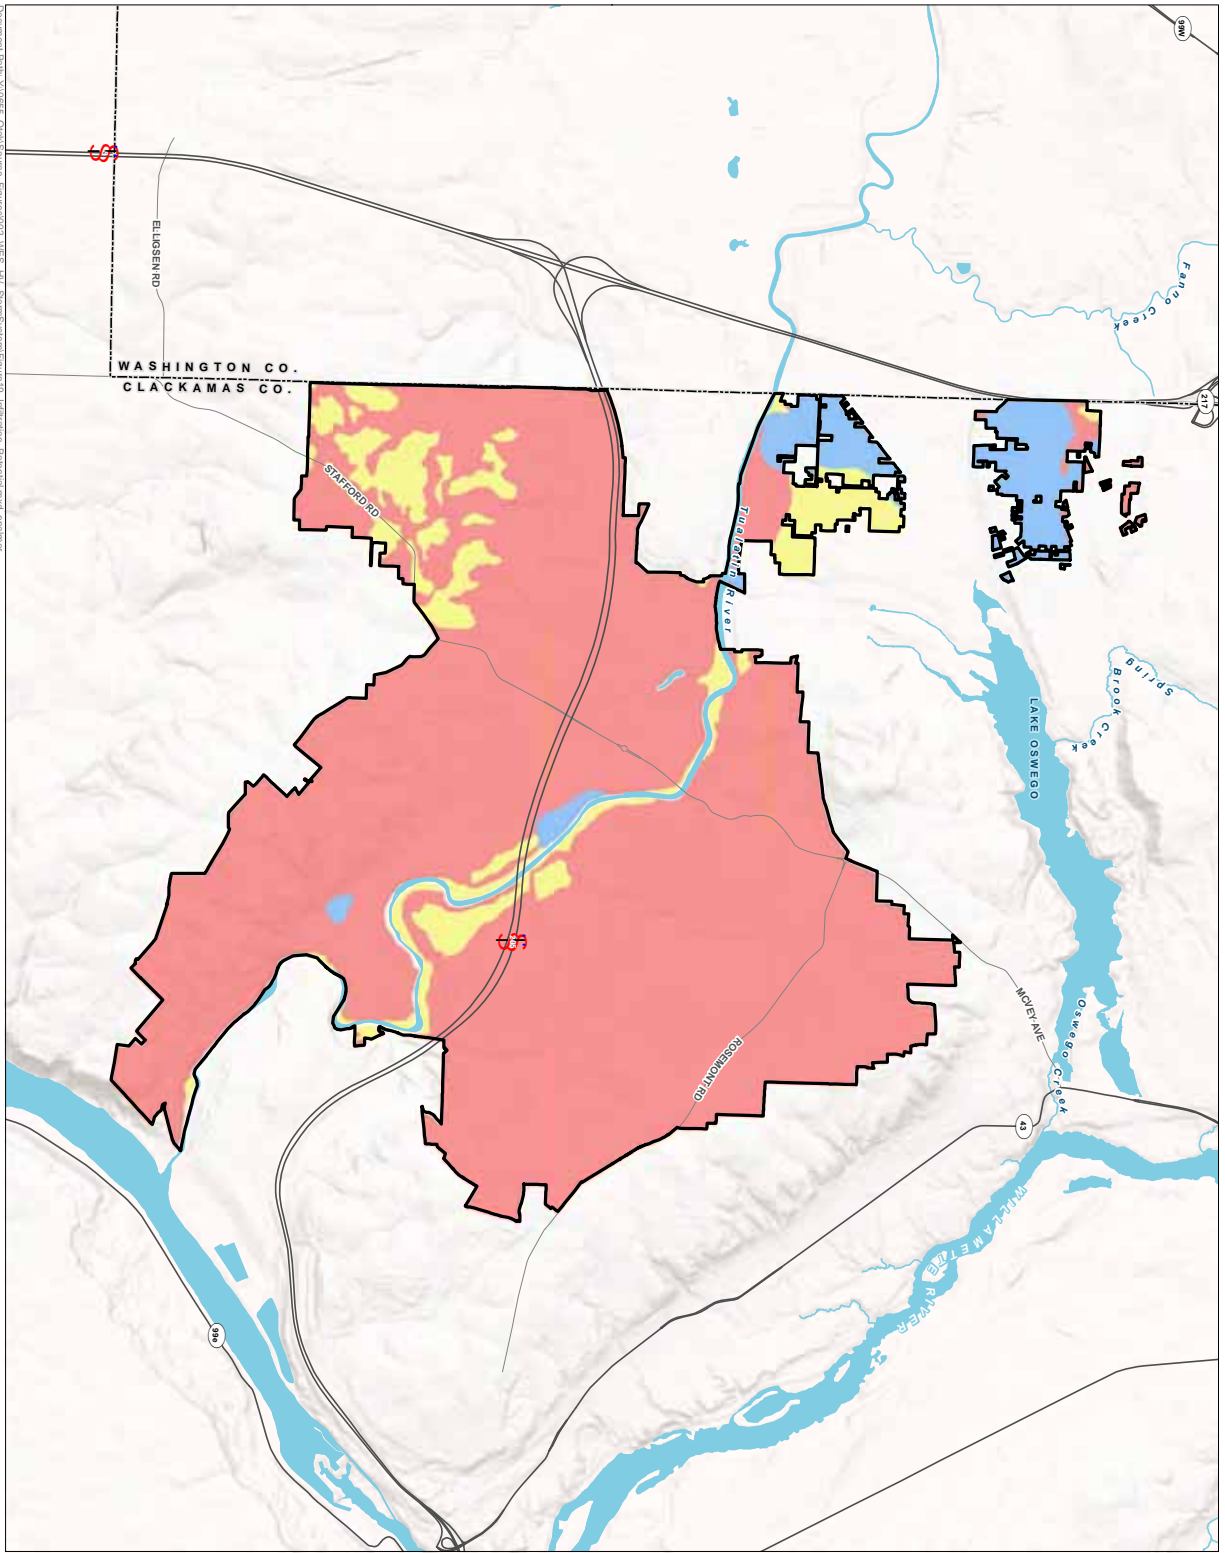 99W
Fanno Creek
ELLIGSEN RD
WASHINGTON CO.
CLACKAMAS CO.
217
STAFFORD RD
Tualatin River
Spring
Brook
Creek
LAKE OSWEGO
MCVEY AVE
Oswego Creek
ROSEMONT RD
43
WILLAMETTE RIVER
99e